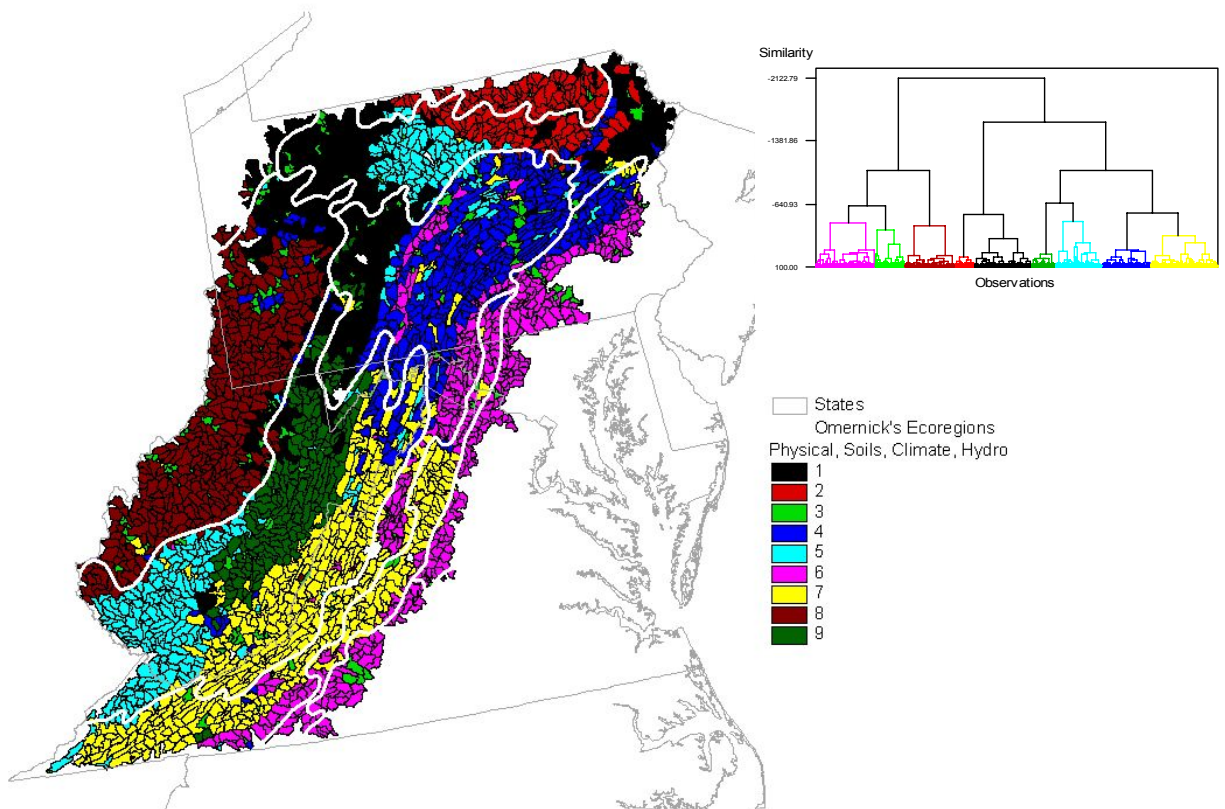 Similarity
-2122.79
-1381.86
-640.93
100.00
Observations
States
Omernick's Ecoregions
Physical, Soils, Climate, Hydro
1
2
3
4
5
6
7
8
9